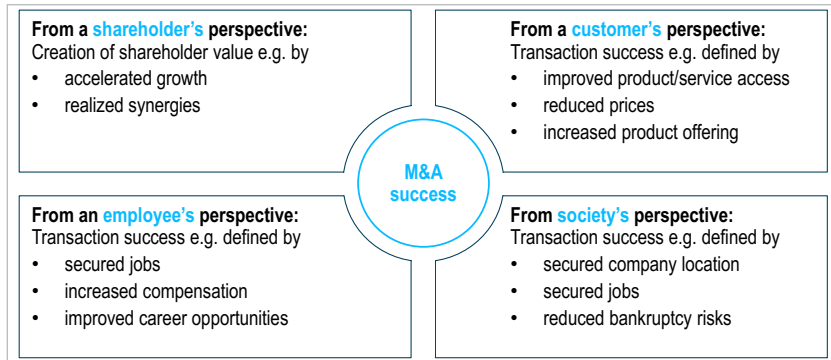 From a shareholder's perspective:
Creation of shareholder value e.g. by
• accelerated growth
• realized synergies
From a customer's perspective:
Transaction success e.g. defined by
• improved product/service access
• reduced prices
• increased product offering
M&A
success
From an employee's perspective:
Transaction success e.g. defined by
• secured jobs
• increased compensation
• improved career opportunities
From society's perspective:
Transaction success e.g. defined by
• secured company location
• secured jobs
• reduced bankruptcy risks